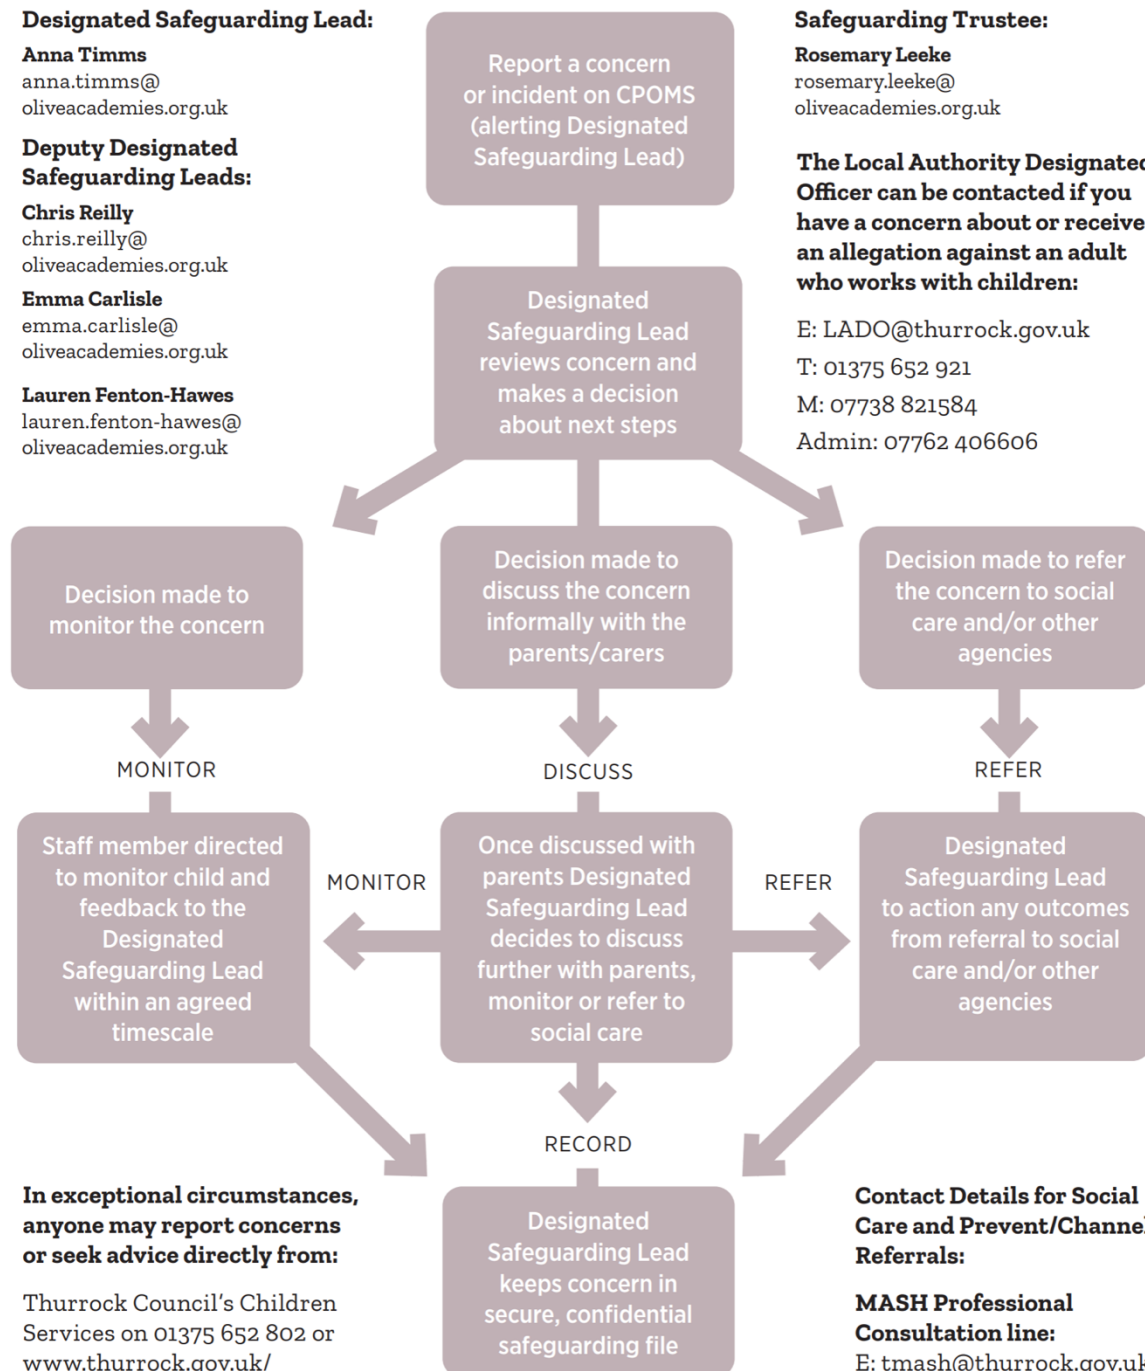 Designated Safeguarding Lead:
Anna Timms
anna.timms@
oliveacademies.org.uk
Deputy Designated
Safeguarding Leads:
Chris Reilly
chris.reilly@
oliveacademies.org.uk
Emma Carlisle
emma.carlisle@
oliveacademies.org.uk
Lauren Fenton-Hawes
lauren.fenton-hawes@
oliveacademies.org.uk
Report a concern
or incident on CPOMS
(alerting Designated
Safeguarding Lead)
Safeguarding Trustee:
Rosemary Leeke
rosemary.leeke@
oliveacademies.org.uk
The Local Authority Designated
Officer can be contacted if you
have a concern about or receive
an allegation against an adult
who works with children:
E: LADO@thurrock.gov.uk
T: 01375 652 921
M: 07738 821584
Admin: 07762 406606
Designated
Safeguarding Lead
reviews concern and
makes a decision
about next steps
Decision made to
monitor the concern
Decision made to
discuss the concern
informally with the
parents/carers
Decision made to refer
the concern to social
care and/or other
agencies
MONITOR
DISCUSS
REFER
Staff member directed
to monitor child and
feedback to the
Designated
Safeguarding Lead
within an agreed
timescale
MONITOR
Once discussed with
parents Designated
Safeguarding Lead
decides to discuss
further with parents,
monitor or refer to
social care
REFER
Designated
Safeguarding Lead
to action any outcomes
from referral to social
care and/or other
agencies
RECORD
Designated
Safeguarding Lead
keeps concern in
secure, confidential
safeguarding file
In exceptional circumstances,
anyone may report concerns
or seek advice directly from:
Thurrock Council's Children
Services on 01375 652 802 or
www.thurrock.gov.uk/
Contact Details for Social
Care and Prevent/Channel
Referrals:
MASH Professional
Consultation line:
E: tmash@thurrock.gov.uk